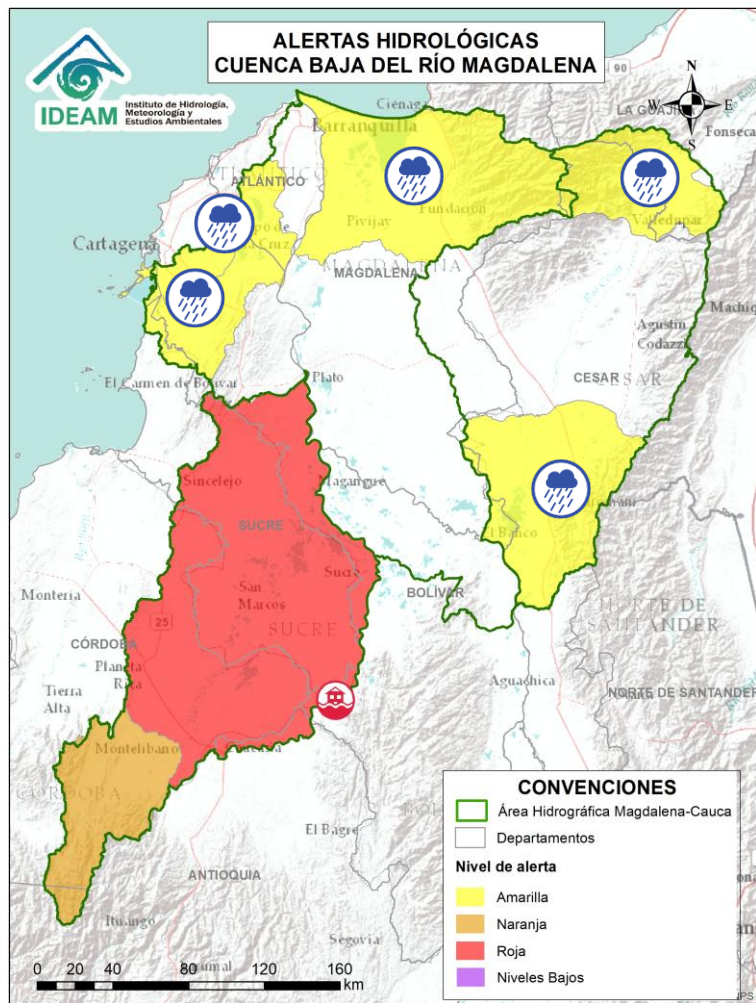 ALERTAS HIDROLÓGICAS
CUENCA BAJA DEL RÍO MAGDALENA
IDEAM
Instituto de Hidrología,
Meteorología y
Estudios Ambientales
N
W
E
S
90
Ciénaga
LA GUAJI
Barranquilla
Fonseca
ATLÁNTICO
Fundación
Pivijay
Valledupar
Cartagena
MAGDALENA
MAGDALENA
Agustín
Codazzi
El Carmen de Bolívar
Plato
CESAR
CESAR
Sincelejo
Magangue
SUCRE
El Banco
Sucre
San
Marcos
BOLÍVAR
Montería
SUCRE
NORTE DE
SANTANDER
25
CÓRDOBA
Planeta
Rica
Aguachica
NORTE DE SANTANDER
Tierra
Alta
Montelíbano
CÓRDOBA
El Bagre
ANTIOQUIA
Ituango
Segovia
CONVENCIONES
Área Hidrográfica Magdalena-Cauca
Departamentos
Nivel de alerta
Amarilla
Naranja
Roja
Niveles Bajos
0 20 40 80 120 160
km